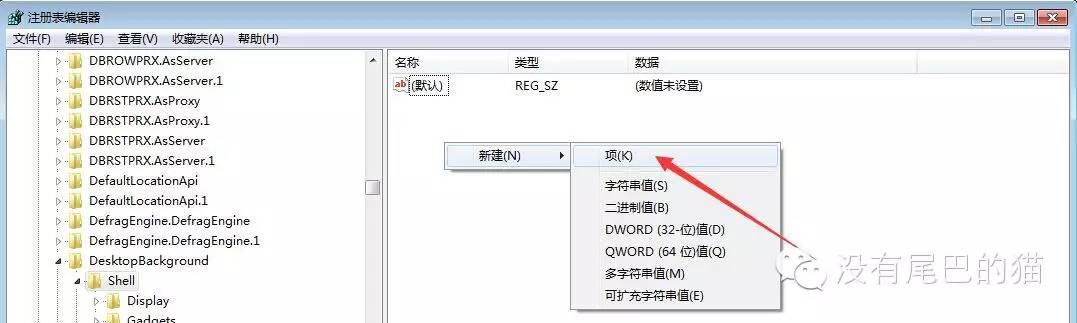 注册表编辑器
文件(F) 编辑(E) 查看(V) 收藏夹(A) 帮助(H)
DBROWPRX.AsServer
DBROWPRX.AsServer.1
DBRSTPRX.AsProxy
DBRSTPRX.AsProxy.1
DBRSTPRX.AsServer
DBRSTPRX.AsServer.1
DefaultLocationApi
DefaultLocationApi.1
DefragEngine.DefragEngine
DefragEngine.DefragEngine.1
DesktopBackground
Shell
Display
Gadgets
名称 类型 数据
ab (默认) REG_SZ (数值未设置)
新建(N)
项(K)
字符串值(S)
二进制值(B)
DWORD (32-位)值(D)
QWORD (64 位)值(Q)
多字符串值(M)
可扩充字符串值(E)
没有尾巴的猫